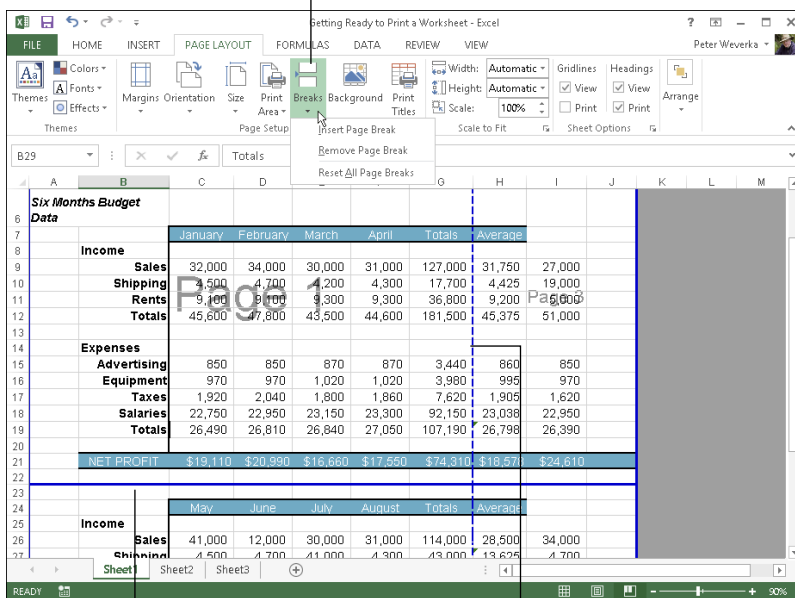 Getting Ready to Print a Worksheet - Excel
?
FILE HOME INSERT PAGE LAYOUT FORMULAS DATA REVIEW VIEW Peter Weverka
Aa Colors Width: Automatic Gridlines Headings
A Fonts Height: Automatic View View
Themes Effects Margins Orientation Size Print Area Breaks Background Print Titles Scale: 100% Print Print Arrange
Themes Page Setup Scale to Fit Sheet Options
Insert Page Break
Remove Page Break
Reset All Page Breaks
B29 fx Totals
A B C D G H I J K L M
6 Six Months Budget Data
7 January February March April Totals Average
8 Income
9 Sales 32,000 34,000 30,000 31,000 127,000 31,750 27,000
10 Shipping 4,500 4,700 4,200 4,300 17,700 4,425 19,000
11 Rents 9,100 9,100 9,300 9,300 36,800 9,200 5,000
Page 1 Page 3
12 Totals 45,600 47,800 43,500 44,600 181,500 45,375 51,000
13
14 Expenses
15 Advertising 850 850 870 870 3,440 860 850
16 Equipment 970 970 1,020 1,020 3,980 995 970
17 Taxes 1,920 2,040 1,800 1,860 7,620 1,905 1,620
18 Salaries 22,750 22,950 23,150 23,300 92,150 23,038 22,950
19 Totals 26,490 26,810 26,840 27,050 107,190 26,798 26,390
20
21 NET PROFIT $19,110 $20,990 $16,660 $17,550 $74,310 $18,578 $24,610
22
23
24 May June July August Totals Average
25 Income
26 Sales 41,000 12,000 30,000 31,000 114,000 28,500 34,000
27 Shipping 4,500 4,700 41,000 4,300 43,000 13,625 4,700
Sheet1 Sheet2 Sheet3
READY 90%